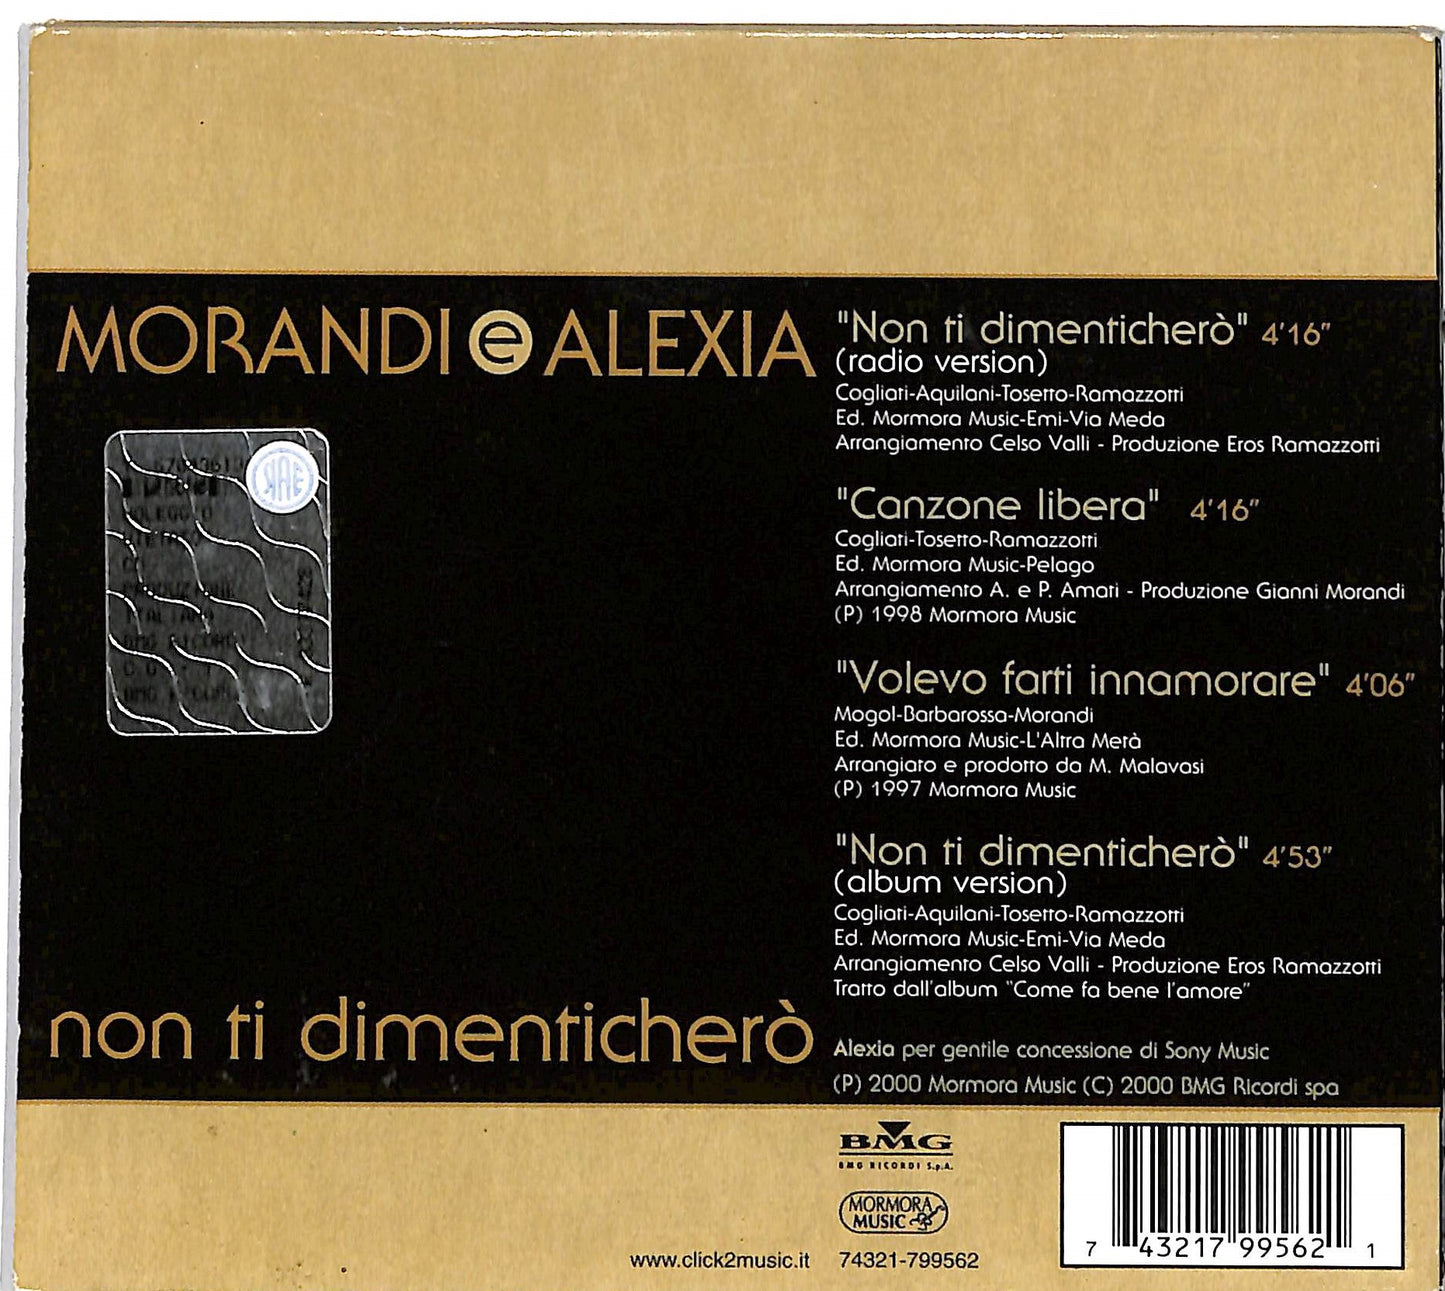 MORANDI e ALEXIA
NOLEGGIO
CD
BMG RICORDI
non ti dimenticherò
"Non ti dimenticherò" 4'16"
(radio version)
Cogliati-Aquilani-Tosetto-Ramazzotti
Ed. Mormora Music-Emi-Via Meda
Arrangiamento Celso Valli - Produzione Eros Ramazzotti
"Canzone libera" 4'16"
Cogliati-Tosetto-Ramazzotti
Ed. Mormora Music-Pelago
Arrangiamento A. e P. Amati - Produzione Gianni Morandi
(P) 1998 Mormora Music
"Volevo farti innamorare" 4'06"
Mogol-Barbarossa-Morandi
Ed. Mormora Music-L'Altra Metà
Arrangiato e prodotto da M. Malavasi
(P) 1997 Mormora Music
"Non ti dimenticherò" 4'53"
(album version)
Cogliati-Aquilani-Tosetto-Ramazzotti
Ed. Mormora Music-Emi-Via Meda
Arrangiamento Celso Valli - Produzione Eros Ramazzotti
Tratto dall'album "Come fa bene l'amore"
Alexia per gentile concessione di Sony Music
(P) 2000 Mormora Music (C) 2000 BMG Ricordi spa
BMG
BMG RICORDI S.p.A.
MORMORA
MUSIC
www.click2music.it 74321-799562
7 43217 99562 1